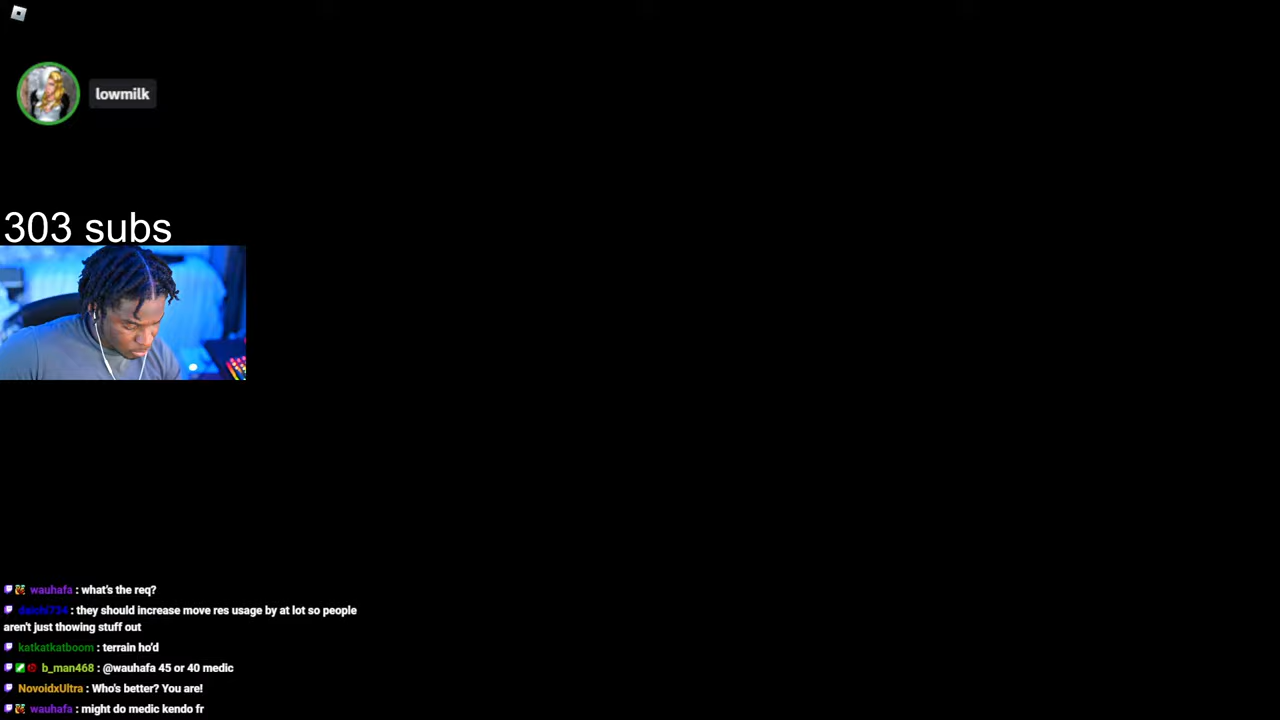 lowmilk
303 subs
wauhafa : what's the req?
daichi734 : they should increase move res usage by at lot so people
aren't just thowing stuff out
katkatkatboom : terrain ho'd
b_man468 : @wauhafa 45 or 40 medic
NovoidxUltra : Who's better? You are!
wauhafa : might do medic kendo fr